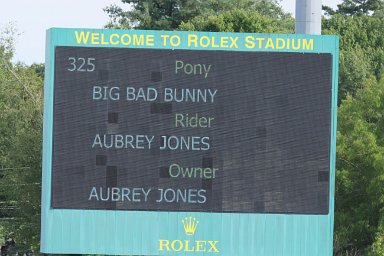 WELCOME TO ROLEX STADIUM
325 Pony
BIG BAD BUNNY
Rider
AUBREY JONES
Owner
AUBREY JONES
ROLEX